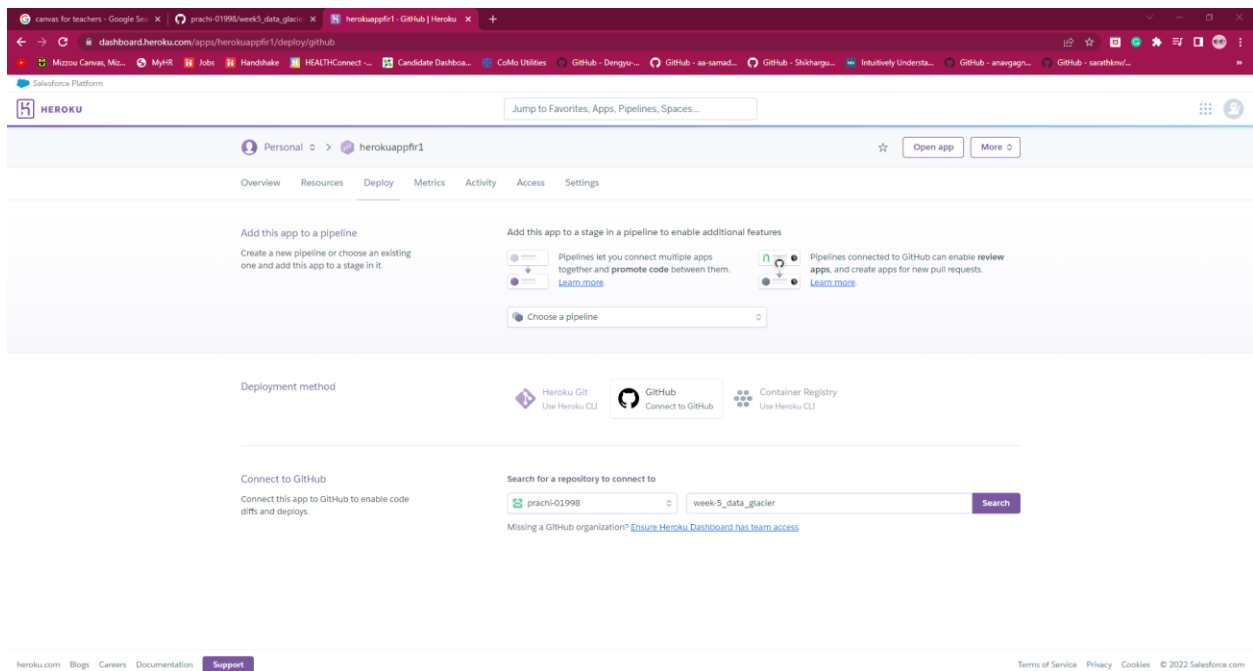 canvas for teachers - Google Se
prachi-01998/week5_data_glacie
herokuappfir1 · GitHub | Heroku
dashboard.heroku.com/apps/herokuappfir1/deploy/github
Mizzou Canvas, Miz...
MyHR
Jobs
Handshake
HEALTHConnect -...
Candidate Dashboa...
CoMo Utilities
GitHub - Dengyu-...
GitHub - aa-samad...
GitHub - Shikhargu...
Intuitively Understa...
GitHub - anavgagn...
GitHub - sarathknv/...
Salesforce Platform
HEROKU
Jump to Favorites, Apps, Pipelines, Spaces...
Personal > herokuappfir1
Open app
More
Overview
Resources
Deploy
Metrics
Activity
Access
Settings
Add this app to a pipeline
Create a new pipeline or choose an existing
one and add this app to a stage in it.
Add this app to a stage in a pipeline to enable additional features
Pipelines let you connect multiple apps
together and promote code between them.
Learn more.
Pipelines connected to GitHub can enable review
apps, and create apps for new pull requests.
Learn more.
Choose a pipeline
Deployment method
Heroku Git
Use Heroku CLI
GitHub
Connect to GitHub
Container Registry
Use Heroku CLI
Connect to GitHub
Connect this app to GitHub to enable code
diffs and deploys.
Search for a repository to connect to
prachi-01998
week-5_data_glacier
Search
Missing a GitHub organization? Ensure Heroku Dashboard has team access.
heroku.com
Blogs
Careers
Documentation
Support
Terms of Service
Privacy
Cookies
© 2022 Salesforce.com